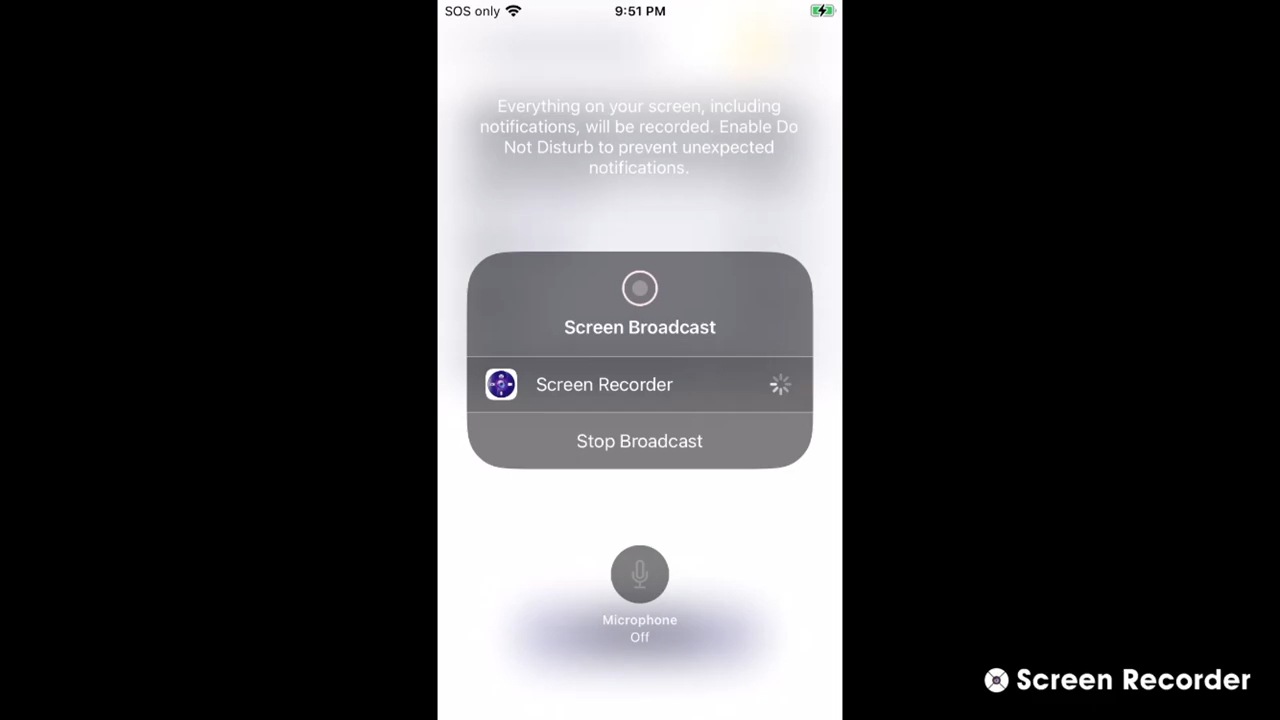 SOS only
9:51 PM
Everything on your screen, including
notifications, will be recorded. Enable Do
Not Disturb to prevent unexpected
notifications.
Screen Broadcast
Screen Recorder
Stop Broadcast
Microphone
Off
Screen Recorder